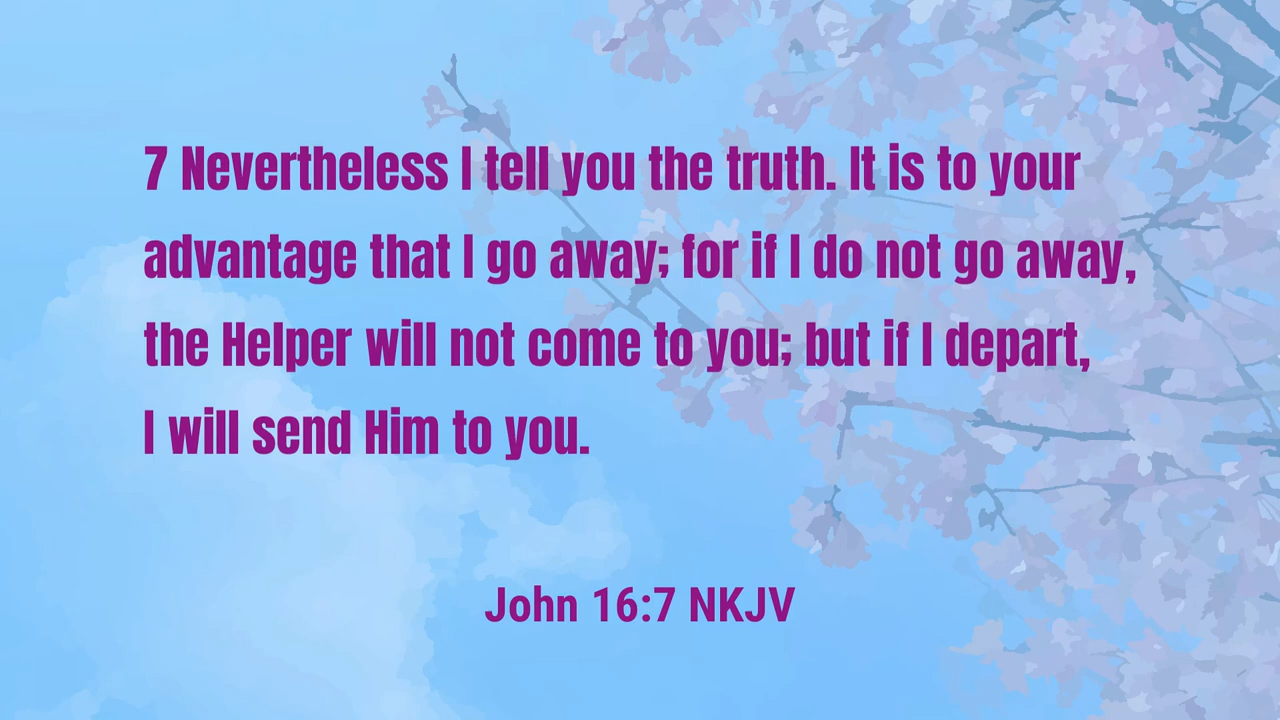 7 Nevertheless I tell you the truth. It is to your
advantage that I go away; for if I do not go away,
the Helper will not come to you; but if I depart,
I will send Him to you.
John 16:7 NKJV